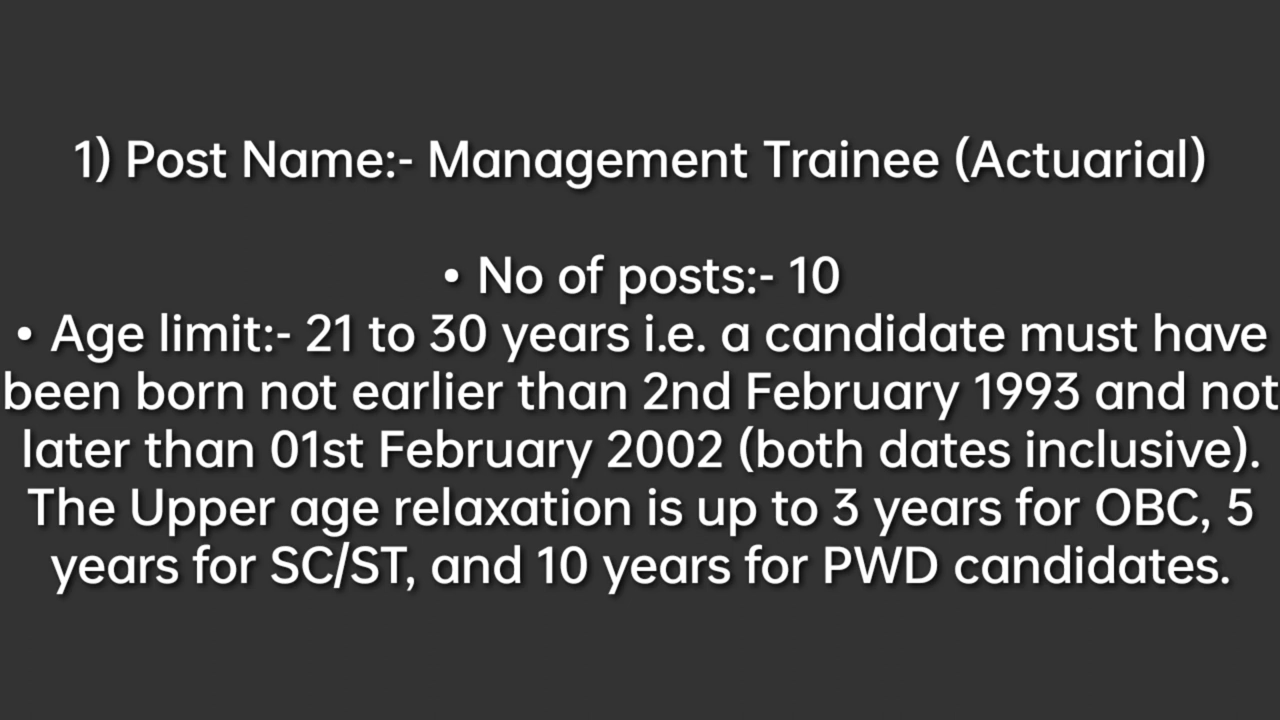 1) Post Name:- Management Trainee (Actuarial)
• No of posts:- 10
• Age limit:- 21 to 30 years i.e. a candidate must have
been born not earlier than 2nd February 1993 and not
later than 01st February 2002 (both dates inclusive).
The Upper age relaxation is up to 3 years for OBC, 5
years for SC/ST, and 10 years for PWD candidates.